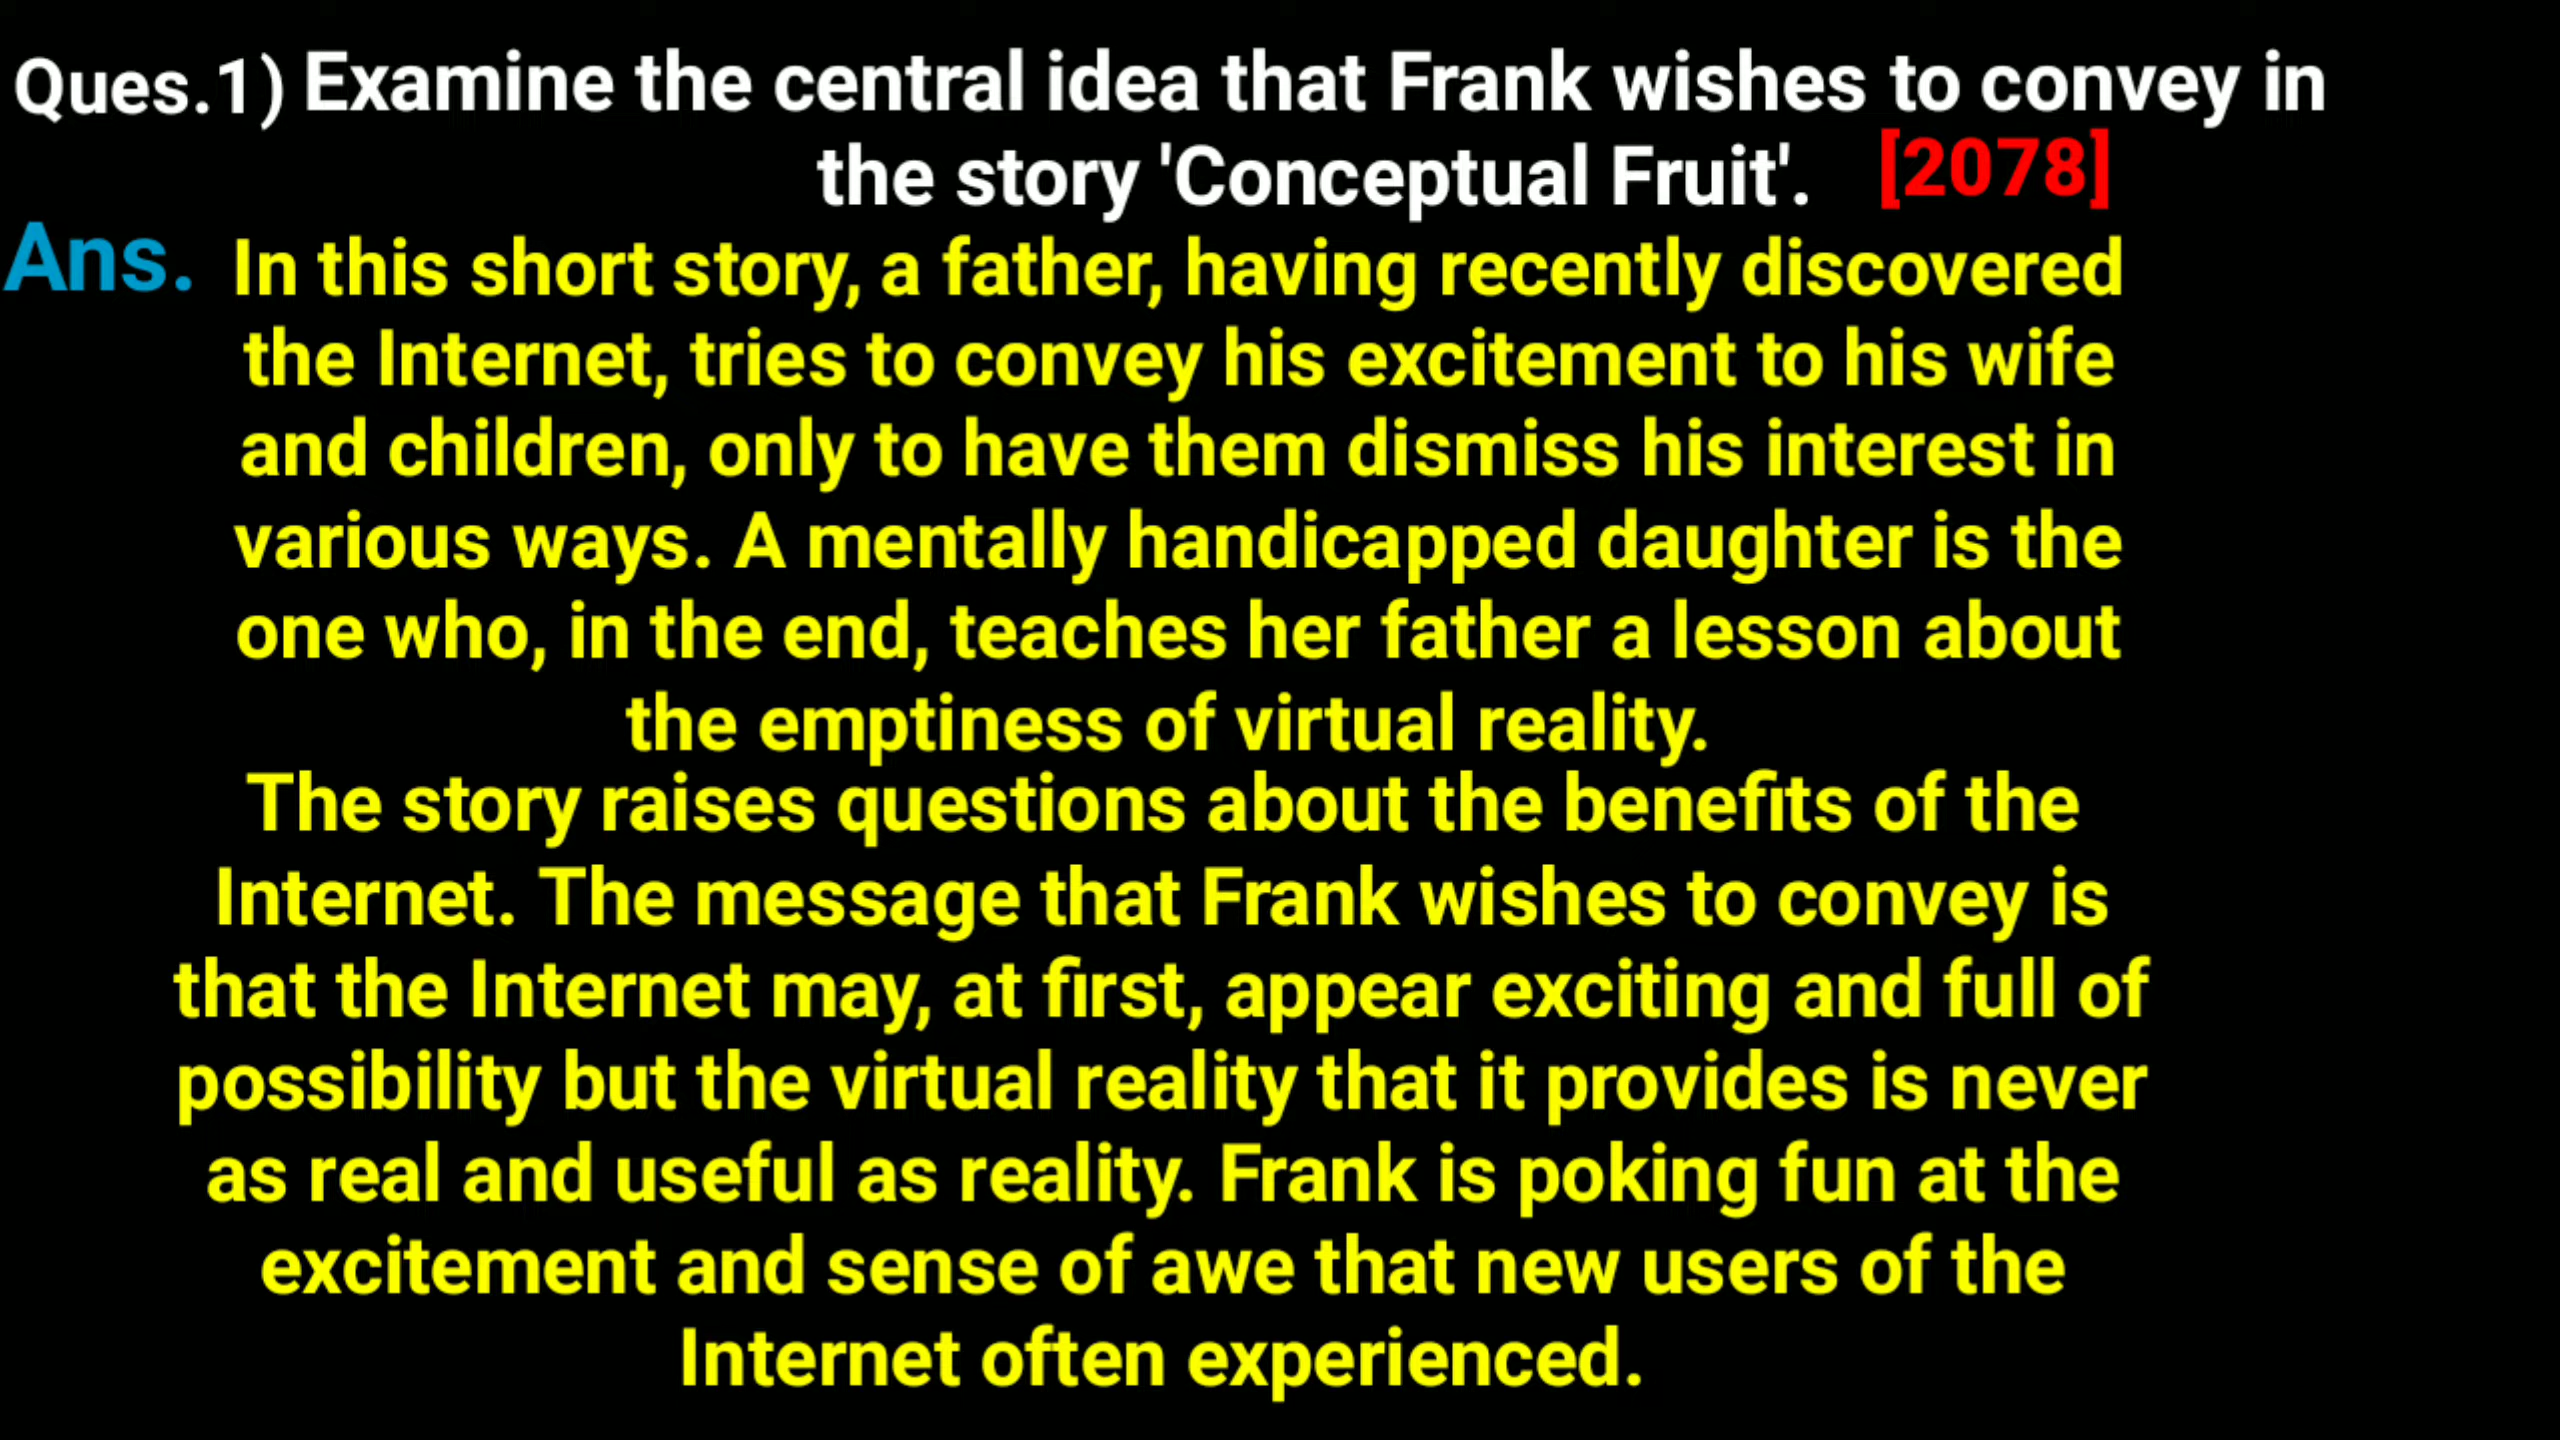 Ques.1) Examine the central idea that Frank wishes to convey in
the story 'Conceptual Fruit'. [2078]
Ans. In this short story, a father, having recently discovered
the Internet, tries to convey his excitement to his wife
and children, only to have them dismiss his interest in
various ways. A mentally handicapped daughter is the
one who, in the end, teaches her father a lesson about
the emptiness of virtual reality.
The story raises questions about the benefits of the
Internet. The message that Frank wishes to convey is
that the Internet may, at first, appear exciting and full of
possibility but the virtual reality that it provides is never
as real and useful as reality. Frank is poking fun at the
excitement and sense of awe that new users of the
Internet often experienced.